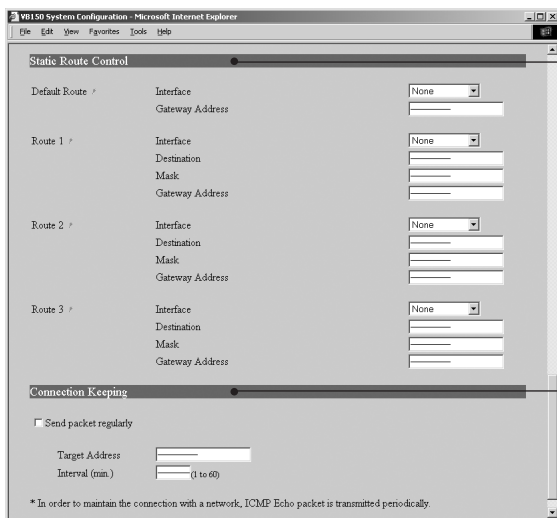 VB150 System Configuration - Microsoft Internet Explorer
File Edit View Favorites Tools Help
Static Route Control
Default Route Interface None
Gateway Address
Route 1 Interface None
Destination
Mask
Gateway Address
Route 2 Interface None
Destination
Mask
Gateway Address
Route 3 Interface None
Destination
Mask
Gateway Address
Connection Keeping
Send packet regularly
Target Address
Interval (min.) (1 to 60)
* In order to maintain the connection with a network, ICMP Echo packet is transmitted periodically.